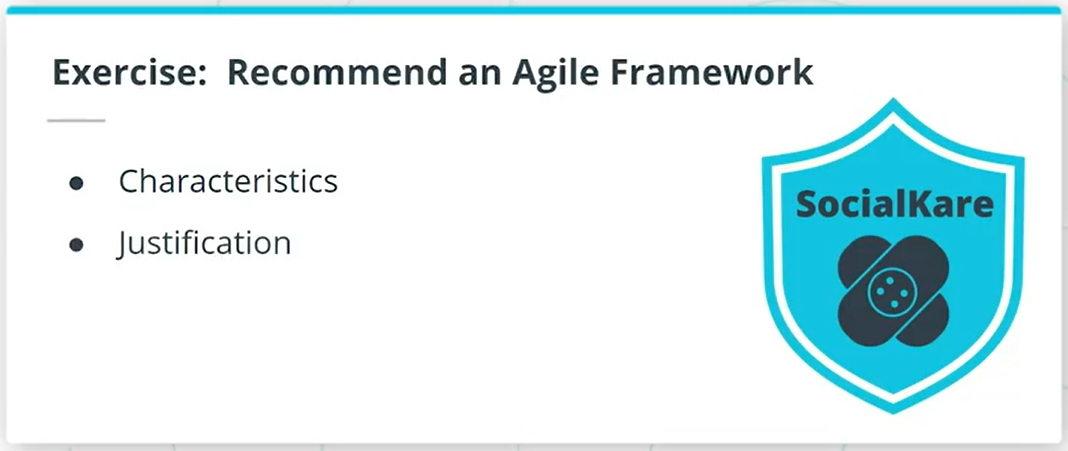 Exercise:  Recommend an Agile Framework
● Characteristics
● Justification
SocialKare